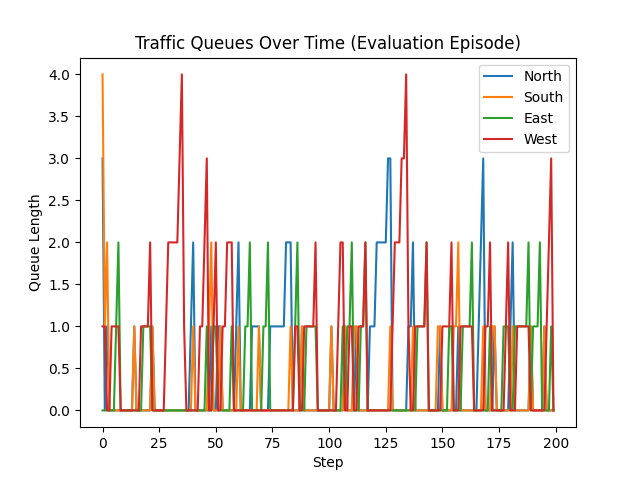 Traffic Queues Over Time (Evaluation Episode)
4.0
3.5
3.0
2.5
2.0
1.5
1.0
0.5
0.0
Queue Length
North
South
East
West
0
25
50
75
100
125
150
175
200
Step